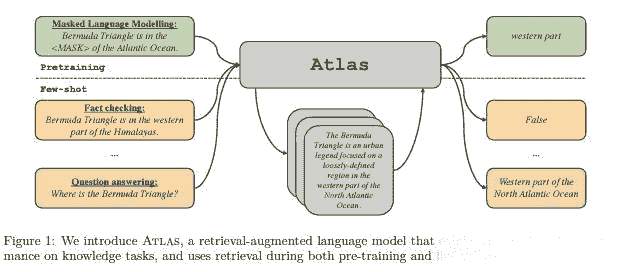 Masked Language Modelling:
Bermuda Triangle is in the
<MASK> of the Atlantic Ocean.
western part
Atlas
Pretraining
Few-shot
Fact checking:
Bermuda Triangle is in the western
part of the Himalayas.
False
...
...
The Bermuda
Triangle is an urban
legend focused on a
loosely-defined
region in the
western part of the
North Atlantic
Ocean.
Question answering:
Where is the Bermuda Triangle?
Western part of the
North Atlantic Ocean
Figure 1: We introduce ATLAS, a retrieval-augmented language model that
mance on knowledge tasks, and uses retrieval during both pre-training and